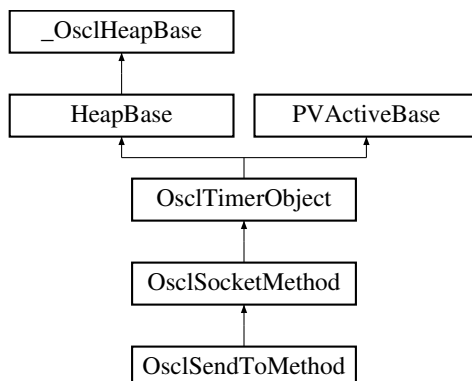 _OsclHeapBase
HeapBase
PVActiveBase
OsclTimerObject
OsclSocketMethod
OsclSendToMethod